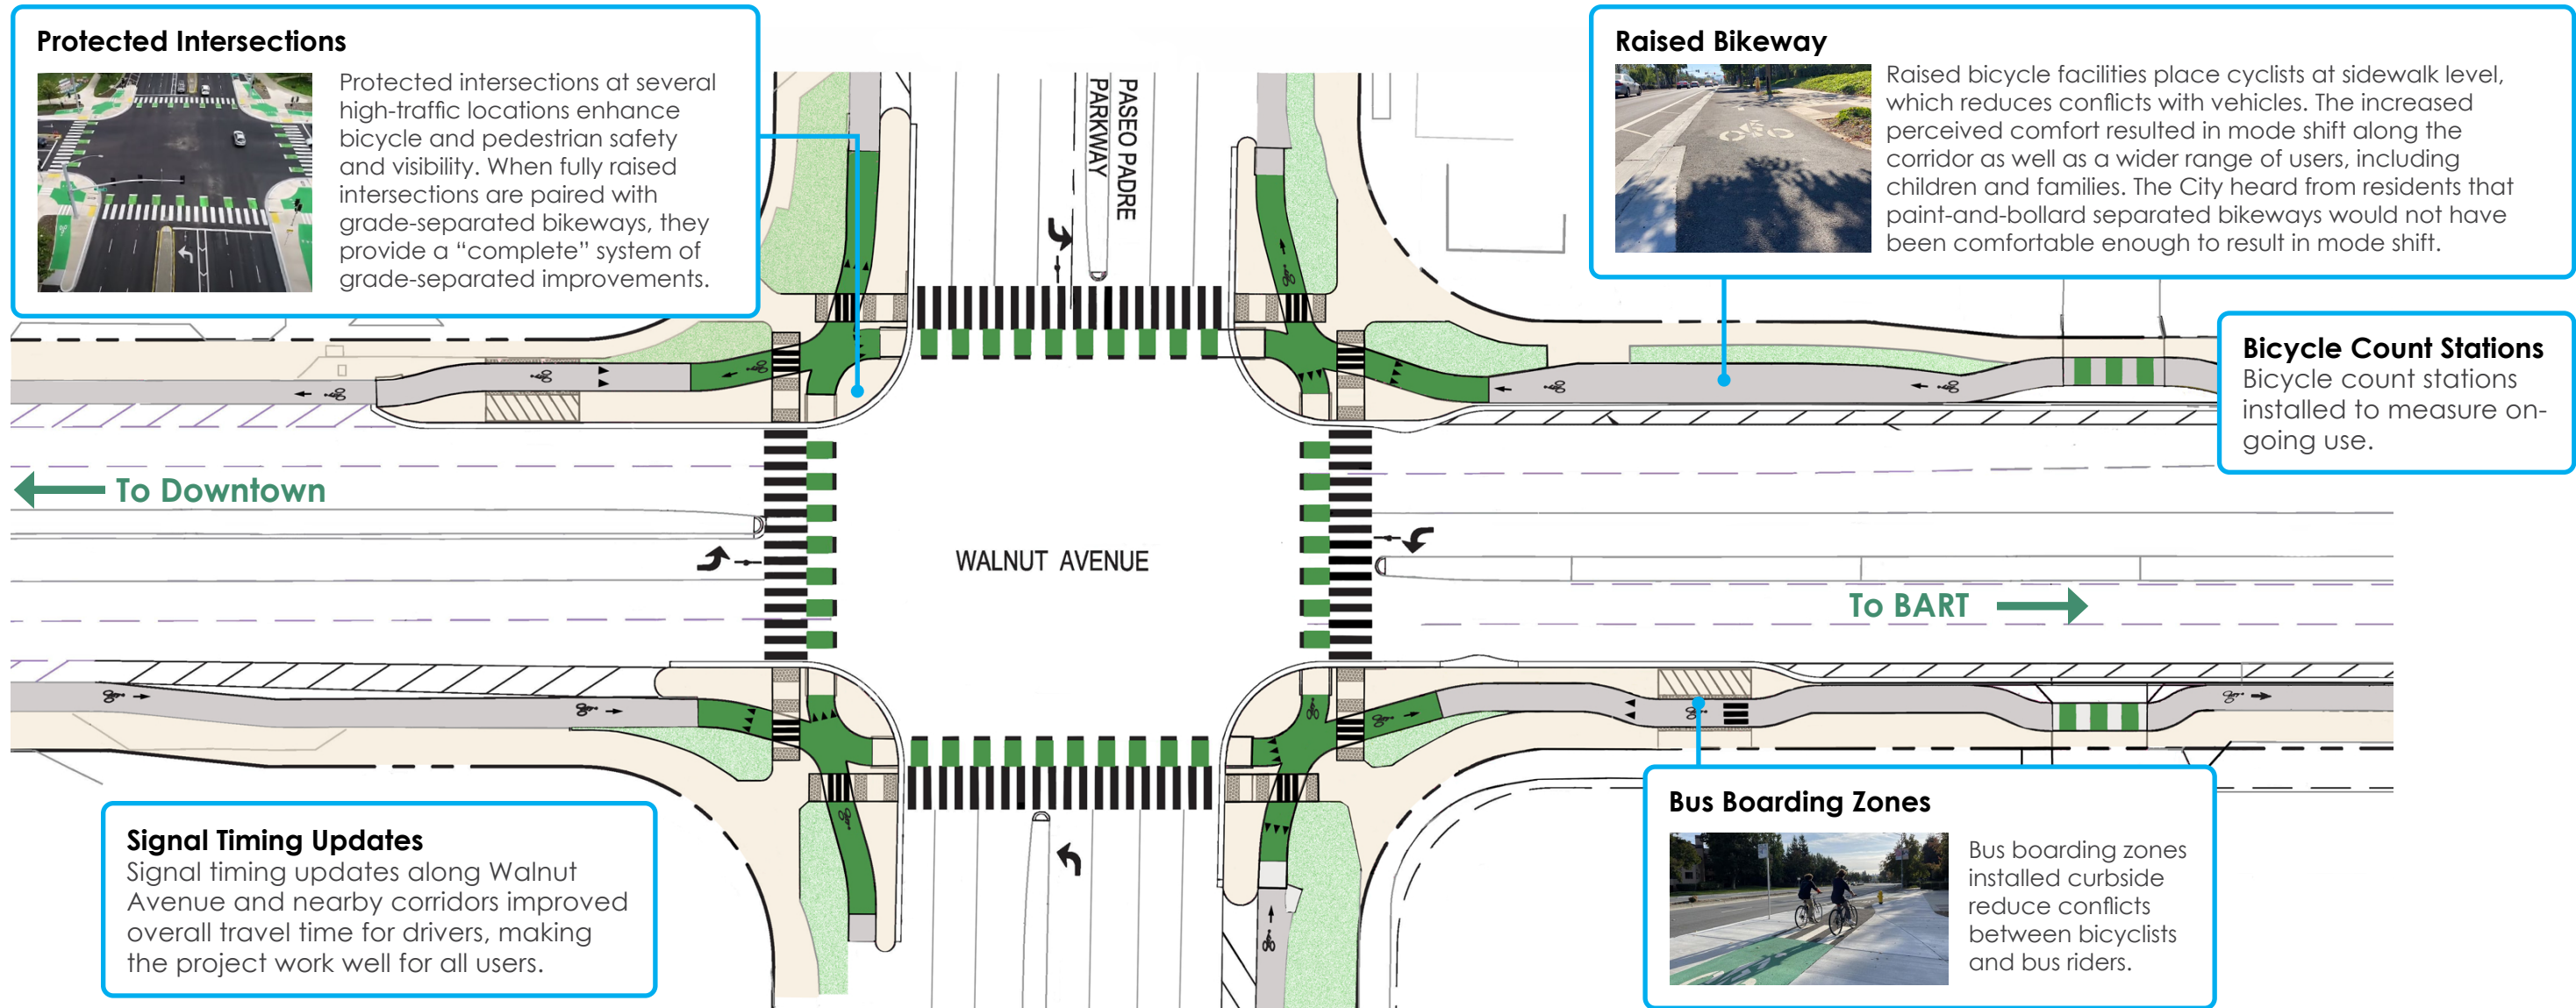 Protected Intersections
Protected intersections at several
high-traffic locations enhance
bicycle and pedestrian safety
and visibility. When fully raised
intersections are paired with
grade-separated bikeways, they
provide a “complete” system of
grade-separated improvements.
PASEO PADRE
PARKWAY
Raised Bikeway
Raised bicycle facilities place cyclists at sidewalk level,
which reduces conflicts with vehicles. The increased
perceived comfort resulted in mode shift along the
corridor as well as a wider range of users, including
children and families. The City heard from residents that
paint-and-bollard separated bikeways would not have
been comfortable enough to result in mode shift.
Bicycle Count Stations
Bicycle count stations
installed to measure on-
going use.
To Downtown
WALNUT AVENUE
To BART
Signal Timing Updates
Signal timing updates along Walnut
Avenue and nearby corridors improved
overall travel time for drivers, making
the project work well for all users.
Bus Boarding Zones
Bus boarding zones
installed curbside
reduce conflicts
between bicyclists
and bus riders.